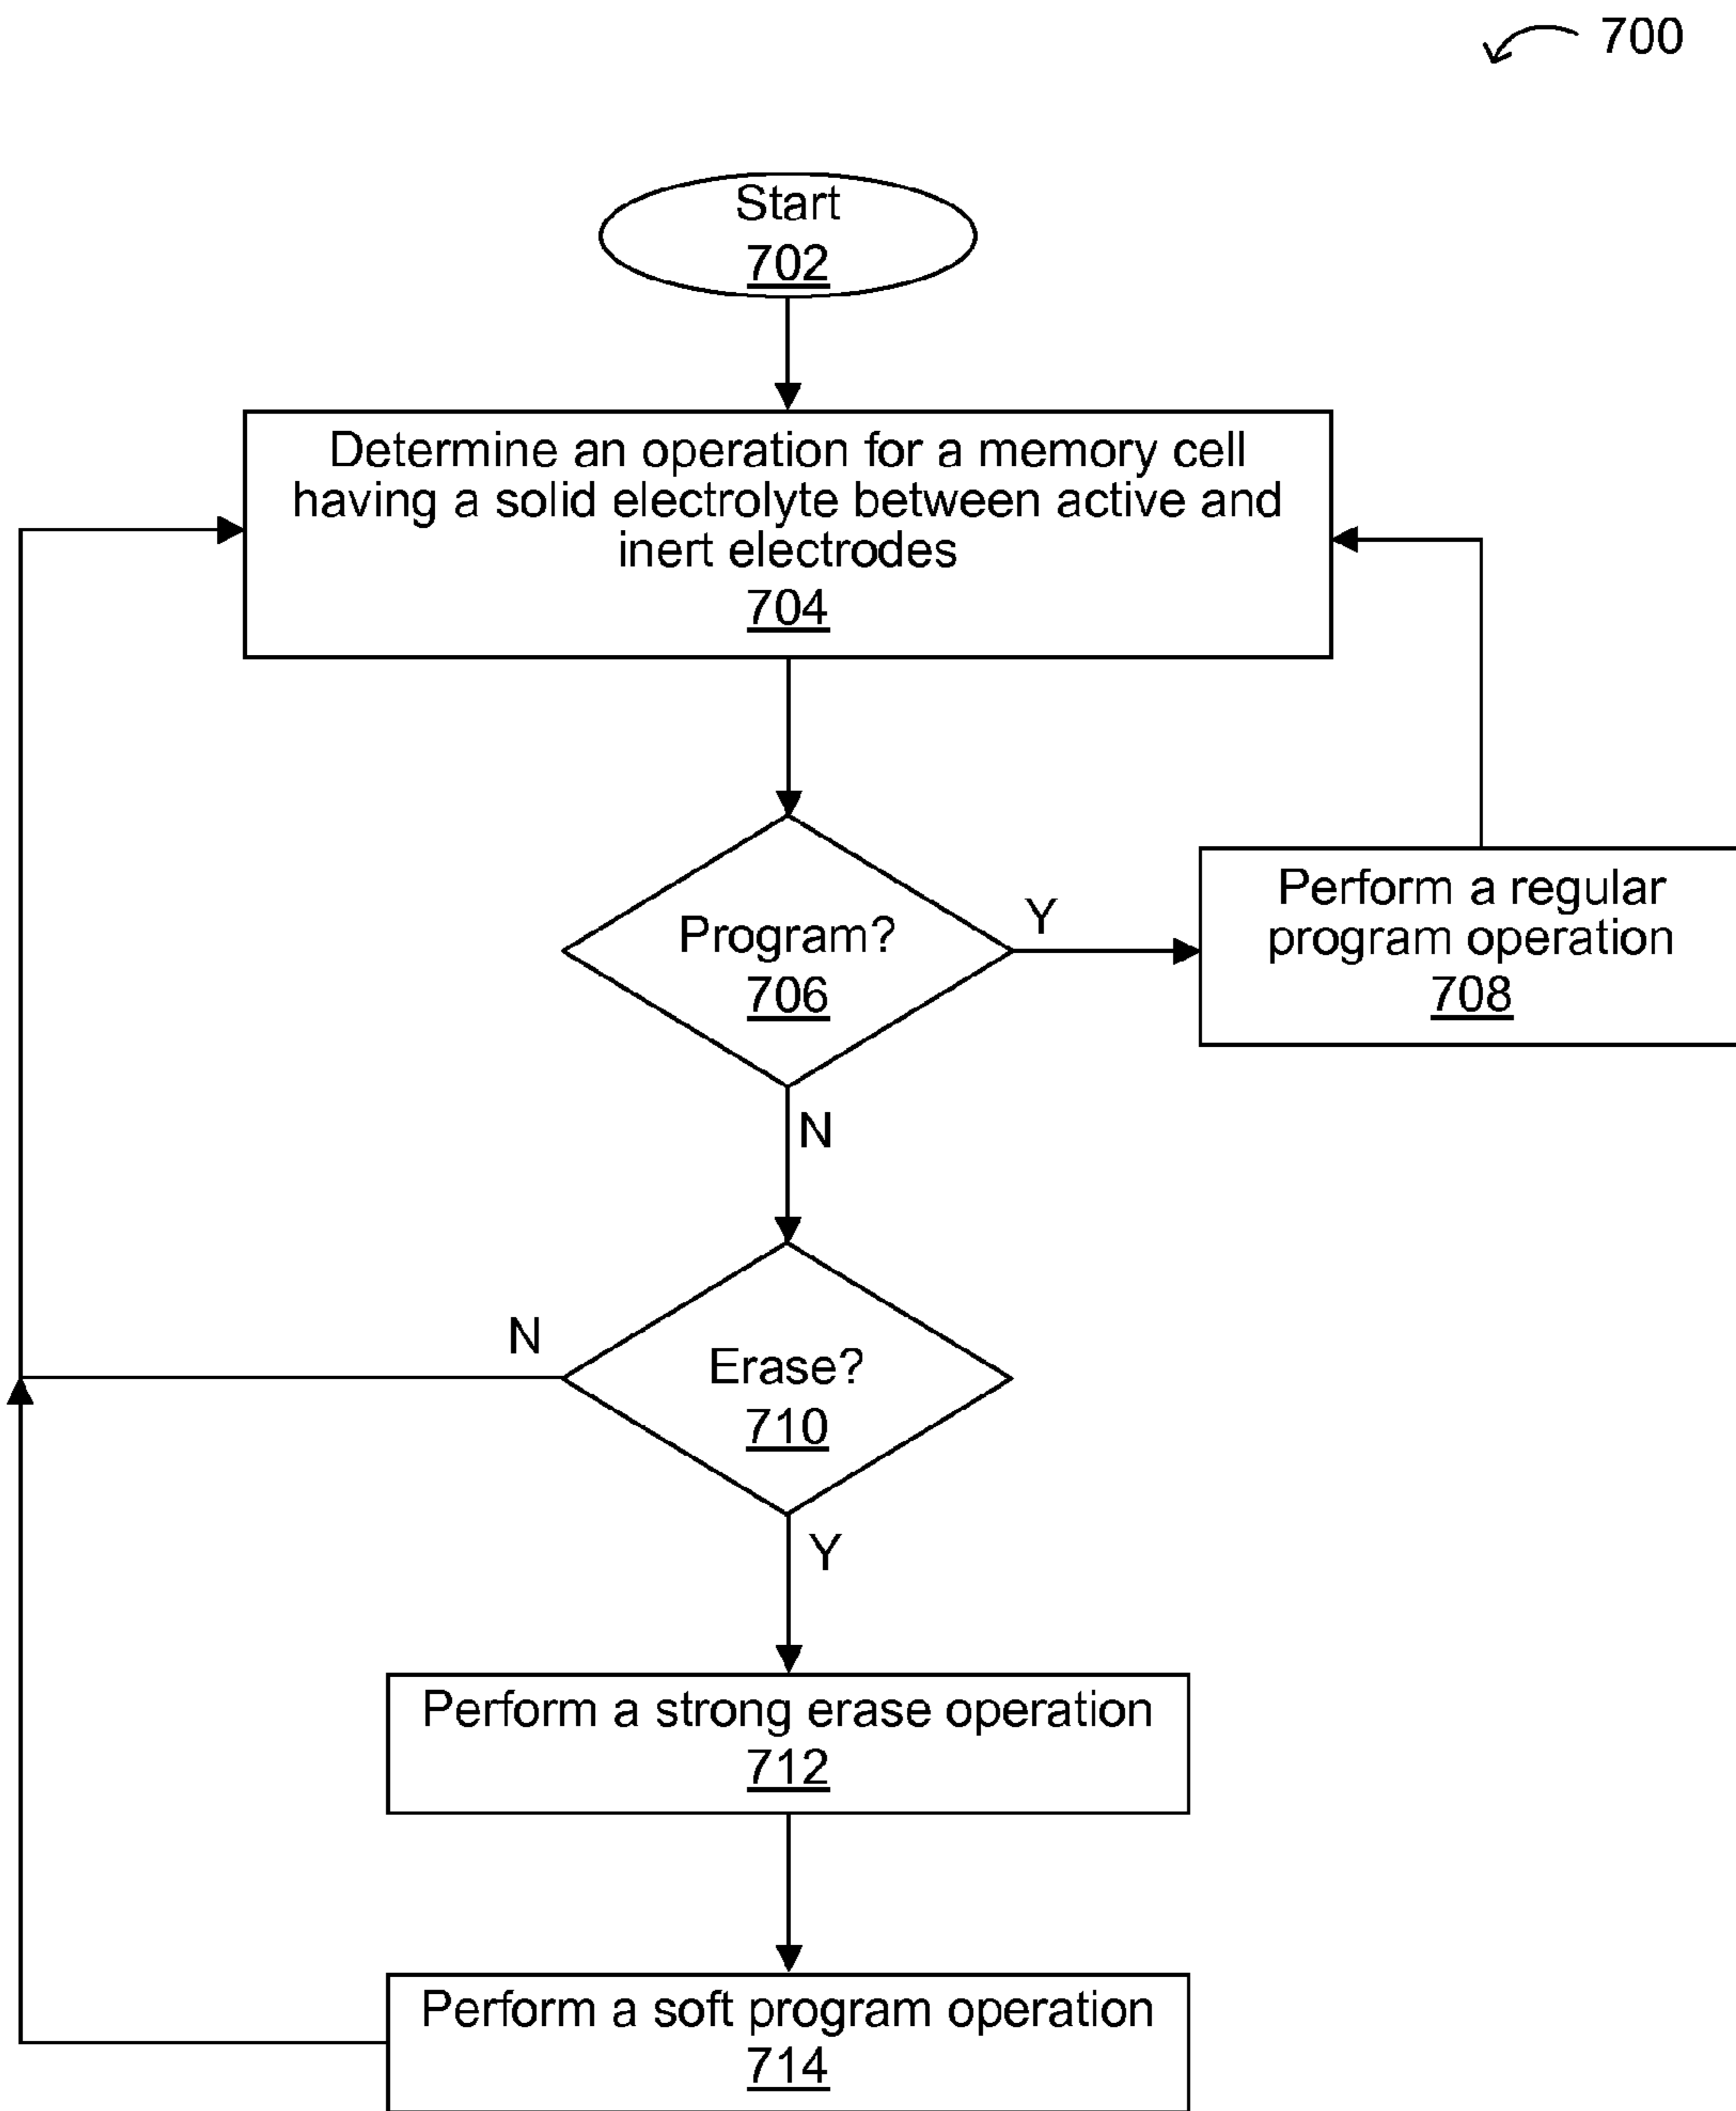 700
Start
702
Determine an operation for a memory cell
having a solid electrolyte between active and
inert electrodes
704
Program?
706
Y
Perform a regular
program operation
708
N
Erase?
710
N
Y
Perform a strong erase operation
712
Perform a soft program operation
714